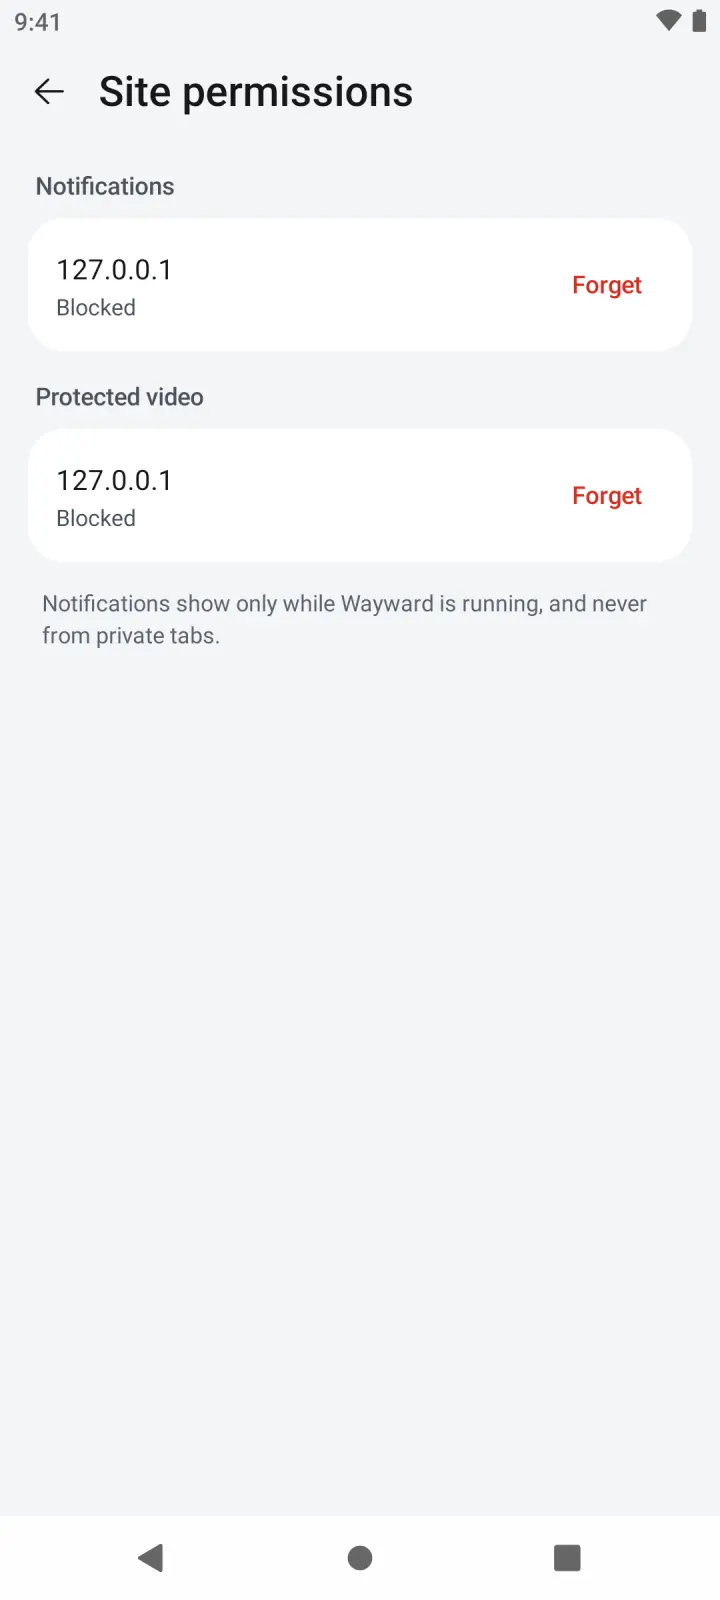 9:41
Site permissions
Notifications
127.0.0.1
Blocked
Forget
Protected video
127.0.0.1
Blocked
Forget
Notifications show only while Wayward is running, and never
from private tabs.